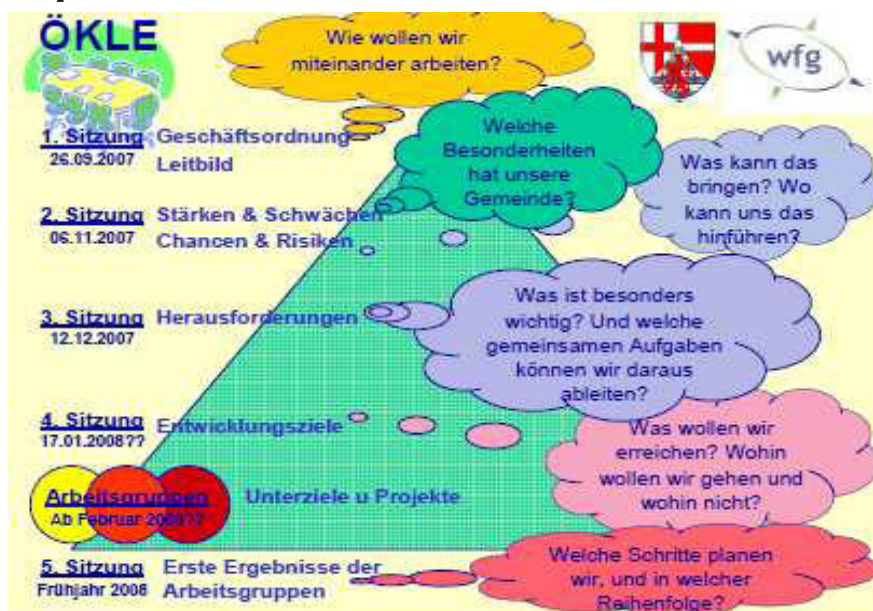 ÖKLE
Wie wollen wir
miteinander arbeiten?
wfg
1. Sitzung Geschäftsordnung
26.09.2007
Leitbild
Welche
Besonderheiten
hat unsere
Gemeinde?
Was kann das
bringen? Wo
kann uns das
hinführen?
2. Sitzung Stärken & Schwächen
06.11.2007
Chancen & Risiken
3. Sitzung Herausforderungen
12.12.2007
Was ist besonders
wichtig? Und welche
gemeinsamen Aufgaben
können wir daraus
ableiten?
4. Sitzung Entwicklungsziele
17.01.2008??
Was wollen wir
erreichen? Wohin
wollen wir gehen und
wohin nicht?
Arbeitsgruppen Unterziele u Projekte
Ab Februar 2008??
5. Sitzung Erste Ergebnisse der
Frühjahr 2008 Arbeitsgruppen
Welche Schritte planen
wir, und in welcher
Reihenfolge?